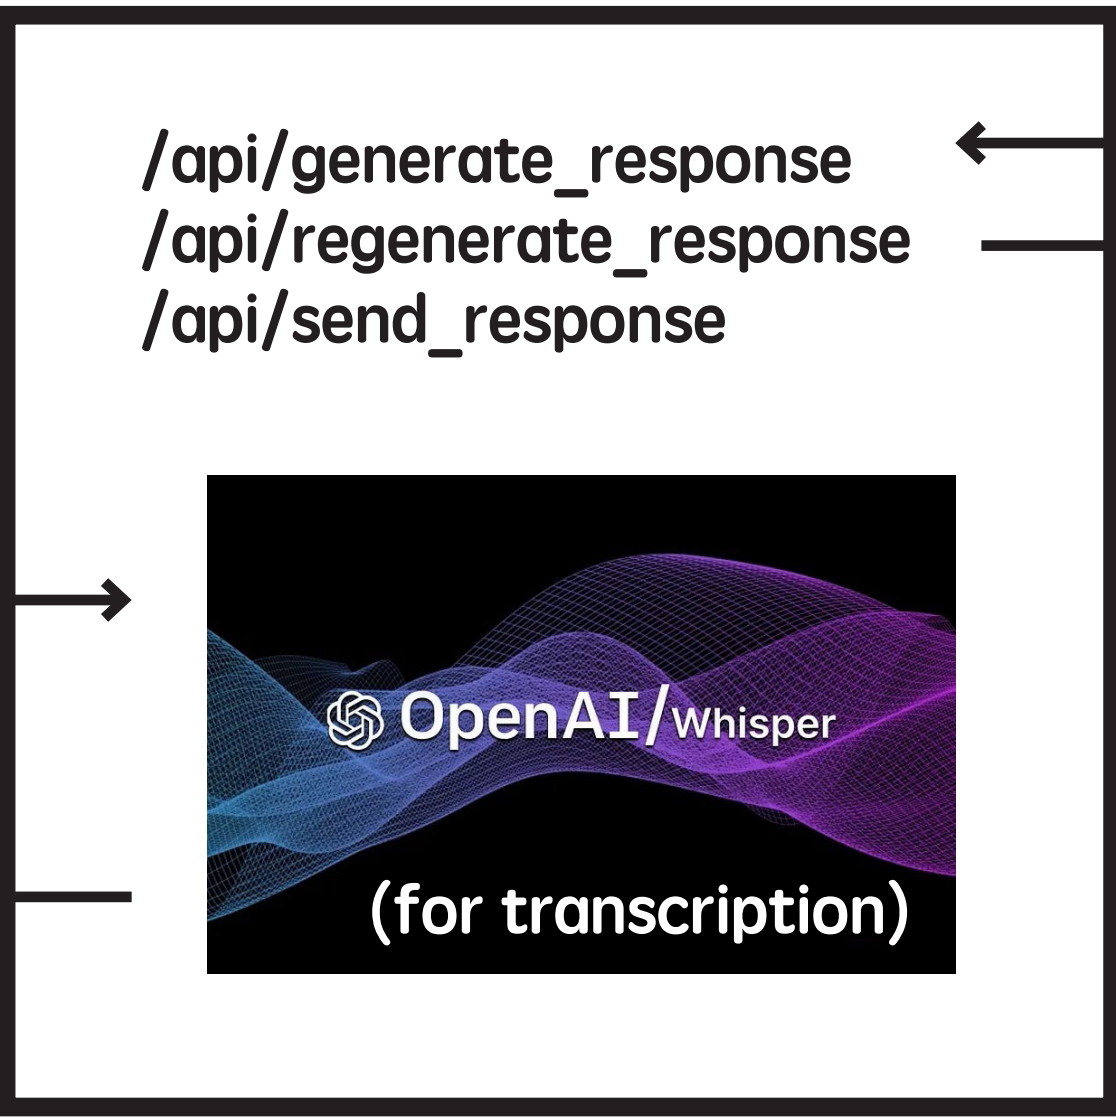 /api/generate_response
/api/regenerate_response
/api/send_response
OpenAI/Whisper
(for transcription)